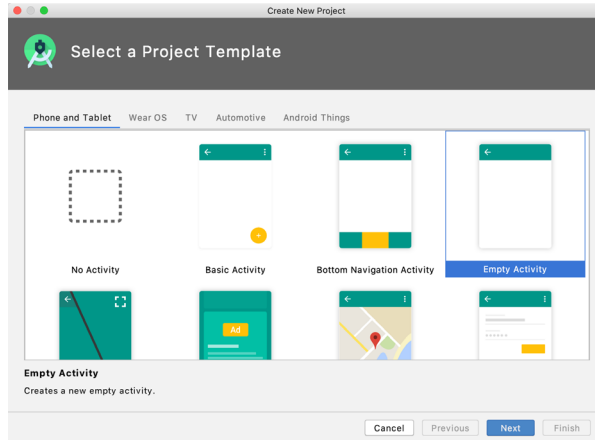 Create New Project
Select a Project Template
Phone and Tablet Wear OS TV Automotive Android Things
No Activity Basic Activity Bottom Navigation Activity Empty Activity
Ad
Empty Activity
Creates a new empty activity.
Cancel Previous Next Finish